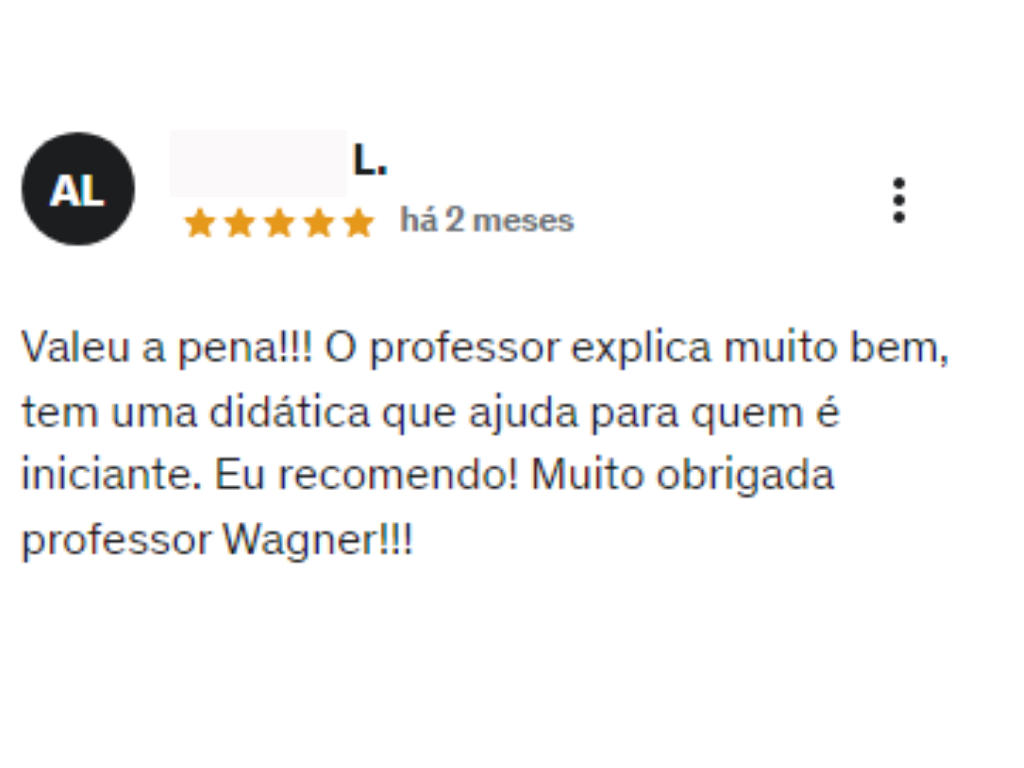 AL
L.
há 2 meses
Valeu a pena!!! O professor explica muito bem,
tem uma didática que ajuda para quem é
iniciante. Eu recomendo! Muito obrigada
professor Wagner!!!